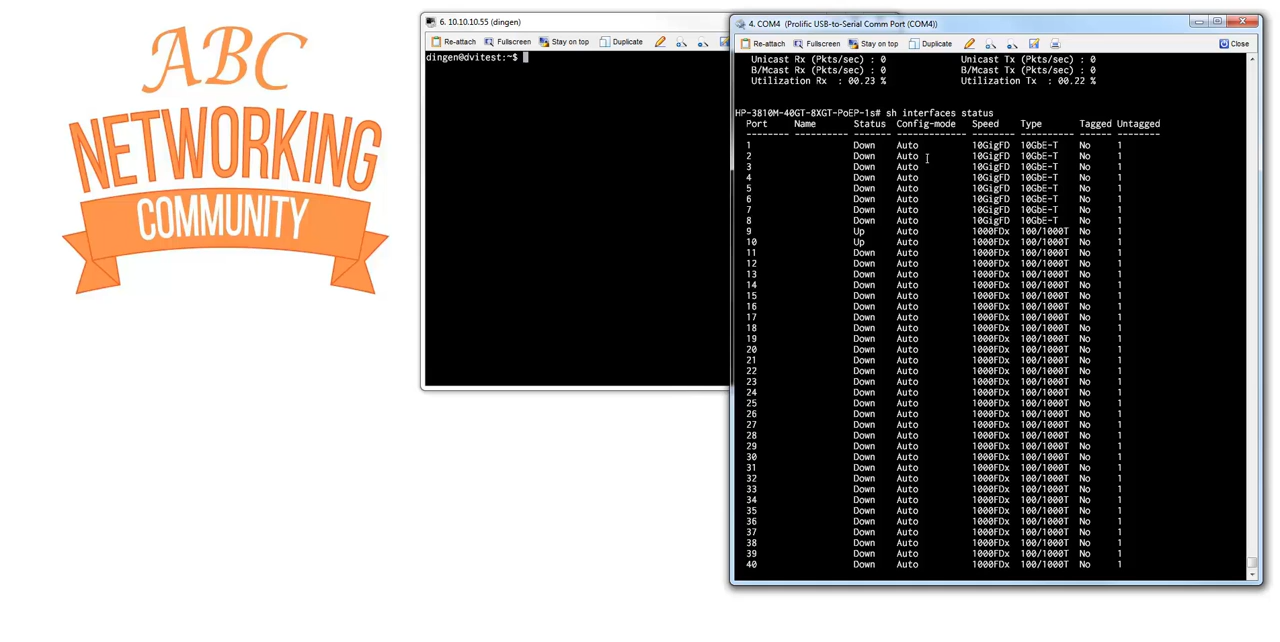 ABC
NETWORKING
COMMUNITY
6. 10.10.10.55 (dingen)
Re-attach Fullscreen Stay on top Duplicate
dingen@dvitest:~$
4. COM4 (Prolific USB-to-Serial Comm Port (COM4))
Re-attach Fullscreen Stay on top Duplicate Close
Unicast Rx (Pkts/sec) : 0 Unicast Tx (Pkts/sec) : 0
B/Mcast Rx (Pkts/sec) : 0 B/Mcast Tx (Pkts/sec) : 0
Utilization Rx : 00.23 % Utilization Tx : 00.22 %
HP-3810M-40GT-8XGT-PoEP-1s# sh interfaces status
Port Name Status Config-mode Speed Type Tagged Untagged
-------- ---------- ------- ------------- -------- ---------- ------ --------
1 Down Auto 10GigFD 10GbE-T No 1
2 Down Auto 10GigFD 10GbE-T No 1
3 Down Auto 10GigFD 10GbE-T No 1
4 Down Auto 10GigFD 10GbE-T No 1
5 Down Auto 10GigFD 10GbE-T No 1
6 Down Auto 10GigFD 10GbE-T No 1
7 Down Auto 10GigFD 10GbE-T No 1
8 Down Auto 10GigFD 10GbE-T No 1
9 Up Auto 1000FDx 100/1000T No 1
10 Up Auto 1000FDx 100/1000T No 1
11 Down Auto 1000FDx 100/1000T No 1
12 Down Auto 1000FDx 100/1000T No 1
13 Down Auto 1000FDx 100/1000T No 1
14 Down Auto 1000FDx 100/1000T No 1
15 Down Auto 1000FDx 100/1000T No 1
16 Down Auto 1000FDx 100/1000T No 1
17 Down Auto 1000FDx 100/1000T No 1
18 Down Auto 1000FDx 100/1000T No 1
19 Down Auto 1000FDx 100/1000T No 1
20 Down Auto 1000FDx 100/1000T No 1
21 Down Auto 1000FDx 100/1000T No 1
22 Down Auto 1000FDx 100/1000T No 1
23 Down Auto 1000FDx 100/1000T No 1
24 Down Auto 1000FDx 100/1000T No 1
25 Down Auto 1000FDx 100/1000T No 1
26 Down Auto 1000FDx 100/1000T No 1
27 Down Auto 1000FDx 100/1000T No 1
28 Down Auto 1000FDx 100/1000T No 1
29 Down Auto 1000FDx 100/1000T No 1
30 Down Auto 1000FDx 100/1000T No 1
31 Down Auto 1000FDx 100/1000T No 1
32 Down Auto 1000FDx 100/1000T No 1
33 Down Auto 1000FDx 100/1000T No 1
34 Down Auto 1000FDx 100/1000T No 1
35 Down Auto 1000FDx 100/1000T No 1
36 Down Auto 1000FDx 100/1000T No 1
37 Down Auto 1000FDx 100/1000T No 1
38 Down Auto 1000FDx 100/1000T No 1
39 Down Auto 1000FDx 100/1000T No 1
40 Down Auto 1000FDx 100/1000T No 1